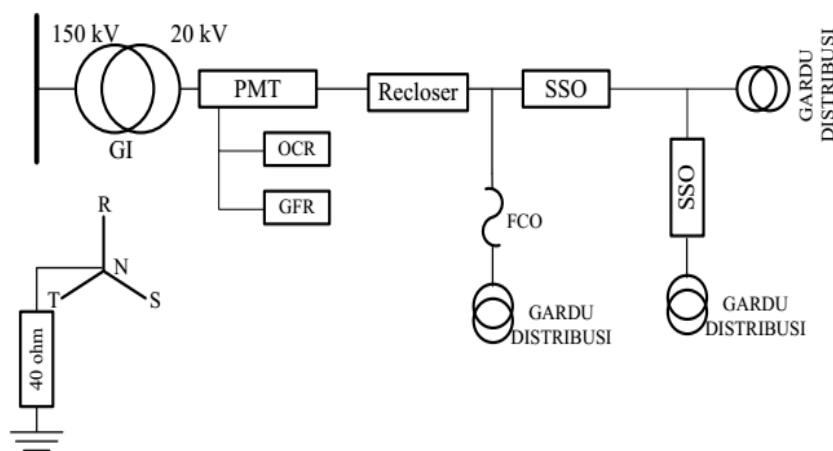 150 kV
20 kV
GI
PMT
OCR
GFR
Recloser
SSO
GARDU
DISTRIBUSI
FCO
GARDU
DISTRIBUSI
SSO
GARDU
DISTRIBUSI
R
N
T
S
40 ohm